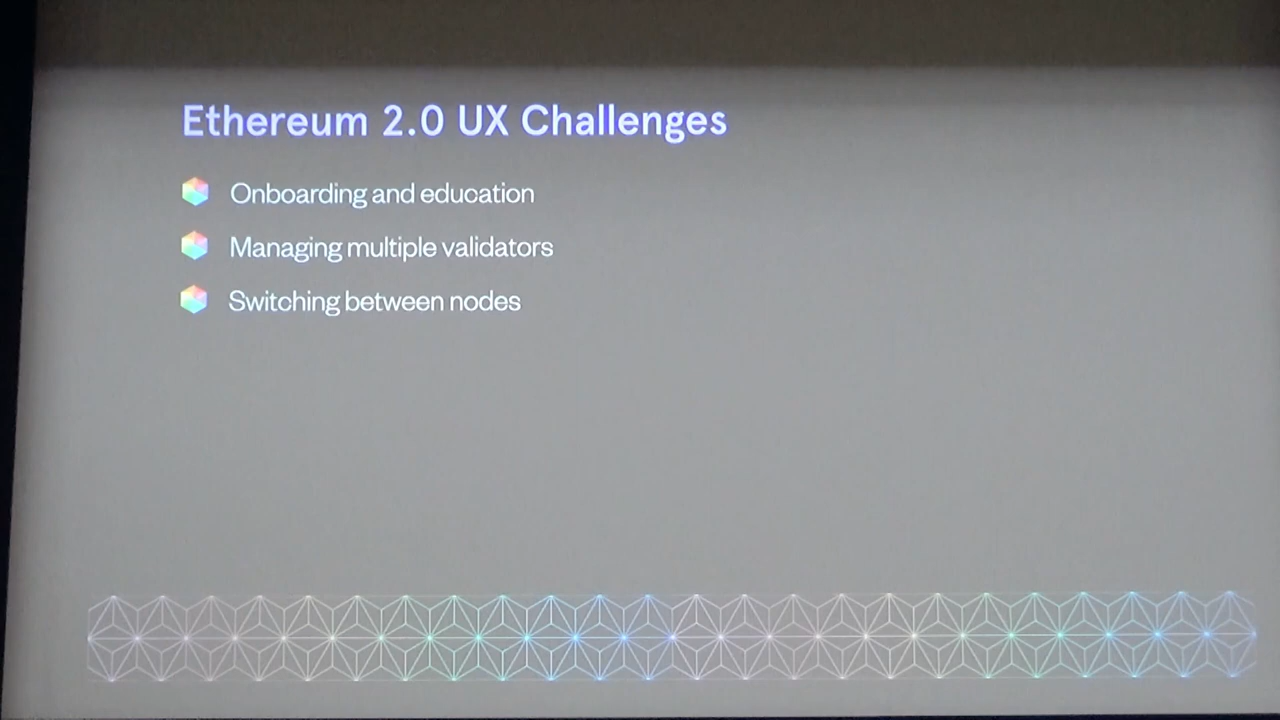 Ethereum 2.0 UX Challenges
Onboarding and education
Managing multiple validators
Switching between nodes